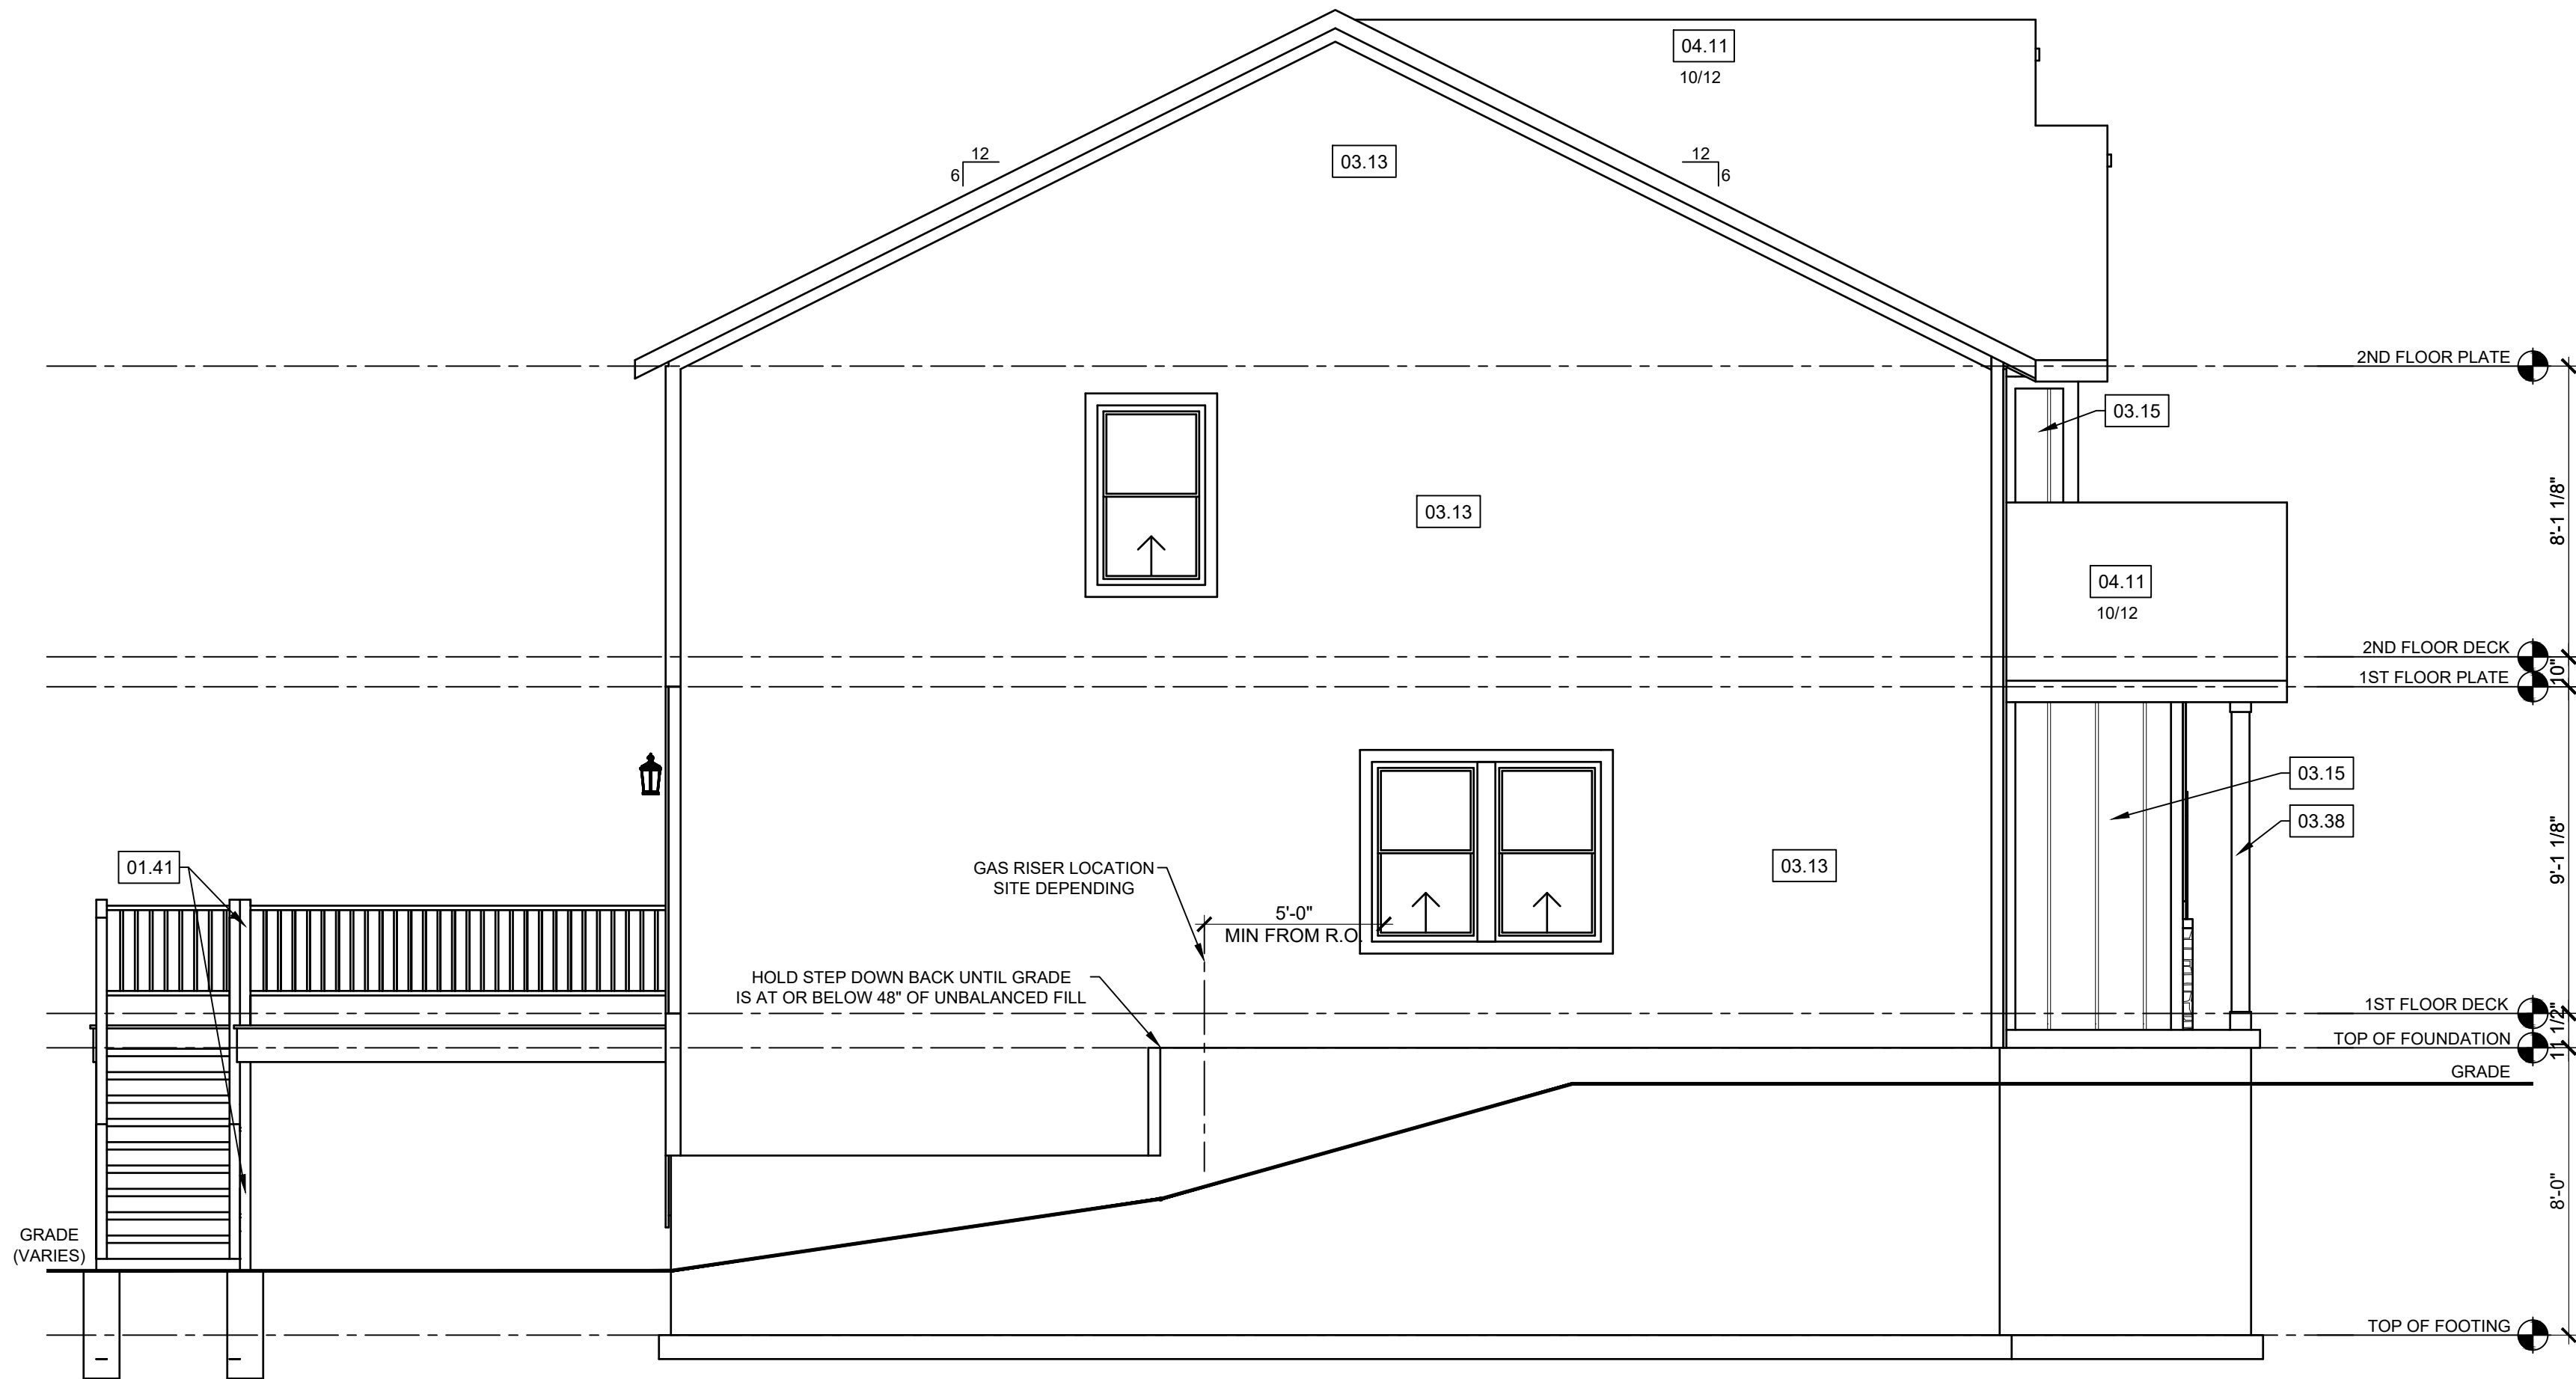 04.11
10/12
12
6
03.13
12
6
2ND FLOOR PLATE
03.15
8'-1 1/8"
03.13
04.11
10/12
2ND FLOOR DECK
10"
1ST FLOOR PLATE
03.15
03.38
9'-1 1/8"
01.41
GAS RISER LOCATION
SITE DEPENDING
03.13
5'-0"
MIN FROM R.O.
HOLD STEP DOWN BACK UNTIL GRADE
IS AT OR BELOW 48" OF UNBALANCED FILL
1ST FLOOR DECK
11 1/2"
TOP OF FOUNDATION
GRADE
8'-0"
GRADE
(VARIES)
TOP OF FOOTING